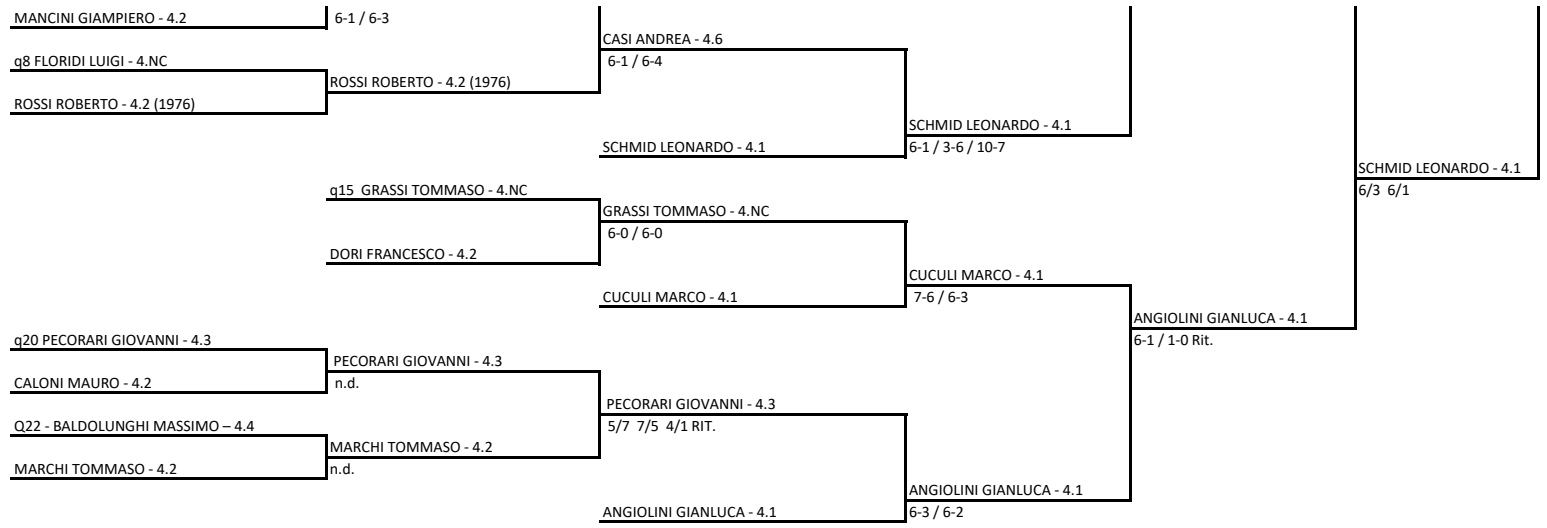 MANCINI GIAMPIERO - 4.2
6-1 / 6-3
CASI ANDREA - 4.6
q8 FLORIDI LUIGI - 4.NC
6-1 / 6-4
ROSSI ROBERTO - 4.2 (1976)
ROSSI ROBERTO - 4.2 (1976)
SCHMID LEONARDO - 4.1
SCHMID LEONARDO - 4.1
6-1 / 3-6 / 10-7
SCHMID LEONARDO - 4.1
q15 GRASSI TOMMASO - 4.NC
6/3 6/1
GRASSI TOMMASO - 4.NC
6-0 / 6-0
DORI FRANCESCO - 4.2
CUCULI MARCO - 4.1
CUCULI MARCO - 4.1
7-6 / 6-3
ANGIOLINI GIANLUCA - 4.1
q20 PECORARI GIOVANNI - 4.3
6-1 / 1-0 Rit.
PECORARI GIOVANNI - 4.3
CALONI MAURO - 4.2
n.d.
PECORARI GIOVANNI - 4.3
Q22 - BALDOLUNGHI MASSIMO – 4.4
5/7 7/5 4/1 RIT.
MARCHI TOMMASO - 4.2
MARCHI TOMMASO - 4.2
n.d.
ANGIOLINI GIANLUCA - 4.1
ANGIOLINI GIANLUCA - 4.1
6-3 / 6-2